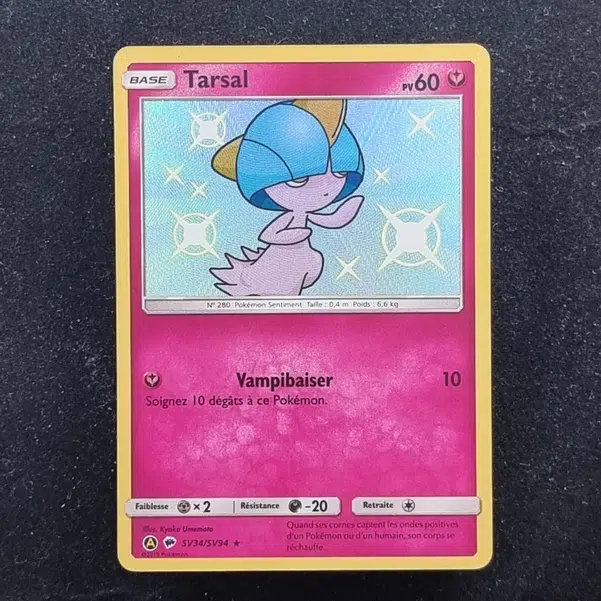 BASE Tarsal PV60
N° 280 Pokémon Sentiment Taille : 0,4 m Poids : 6,6 kg
Vampibaiser 10
Soignez 10 dégâts à ce Pokémon.
Faiblesse ×2 Résistance -20 Retraite
Illus. Kyoko Umemoto
A SV34/SV94 ★
©2019 Pokémon
Quand ses cornes captent les ondes positives
d'un Pokémon ou d'un humain, son corps se
réchauffe.